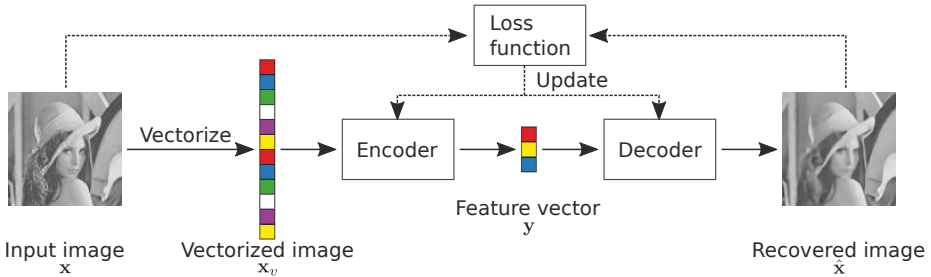 Loss
function
Update
Vectorize
Encoder
Decoder
Feature vector
y
Input image
x
Vectorized image
x_v
Recovered image
x̂